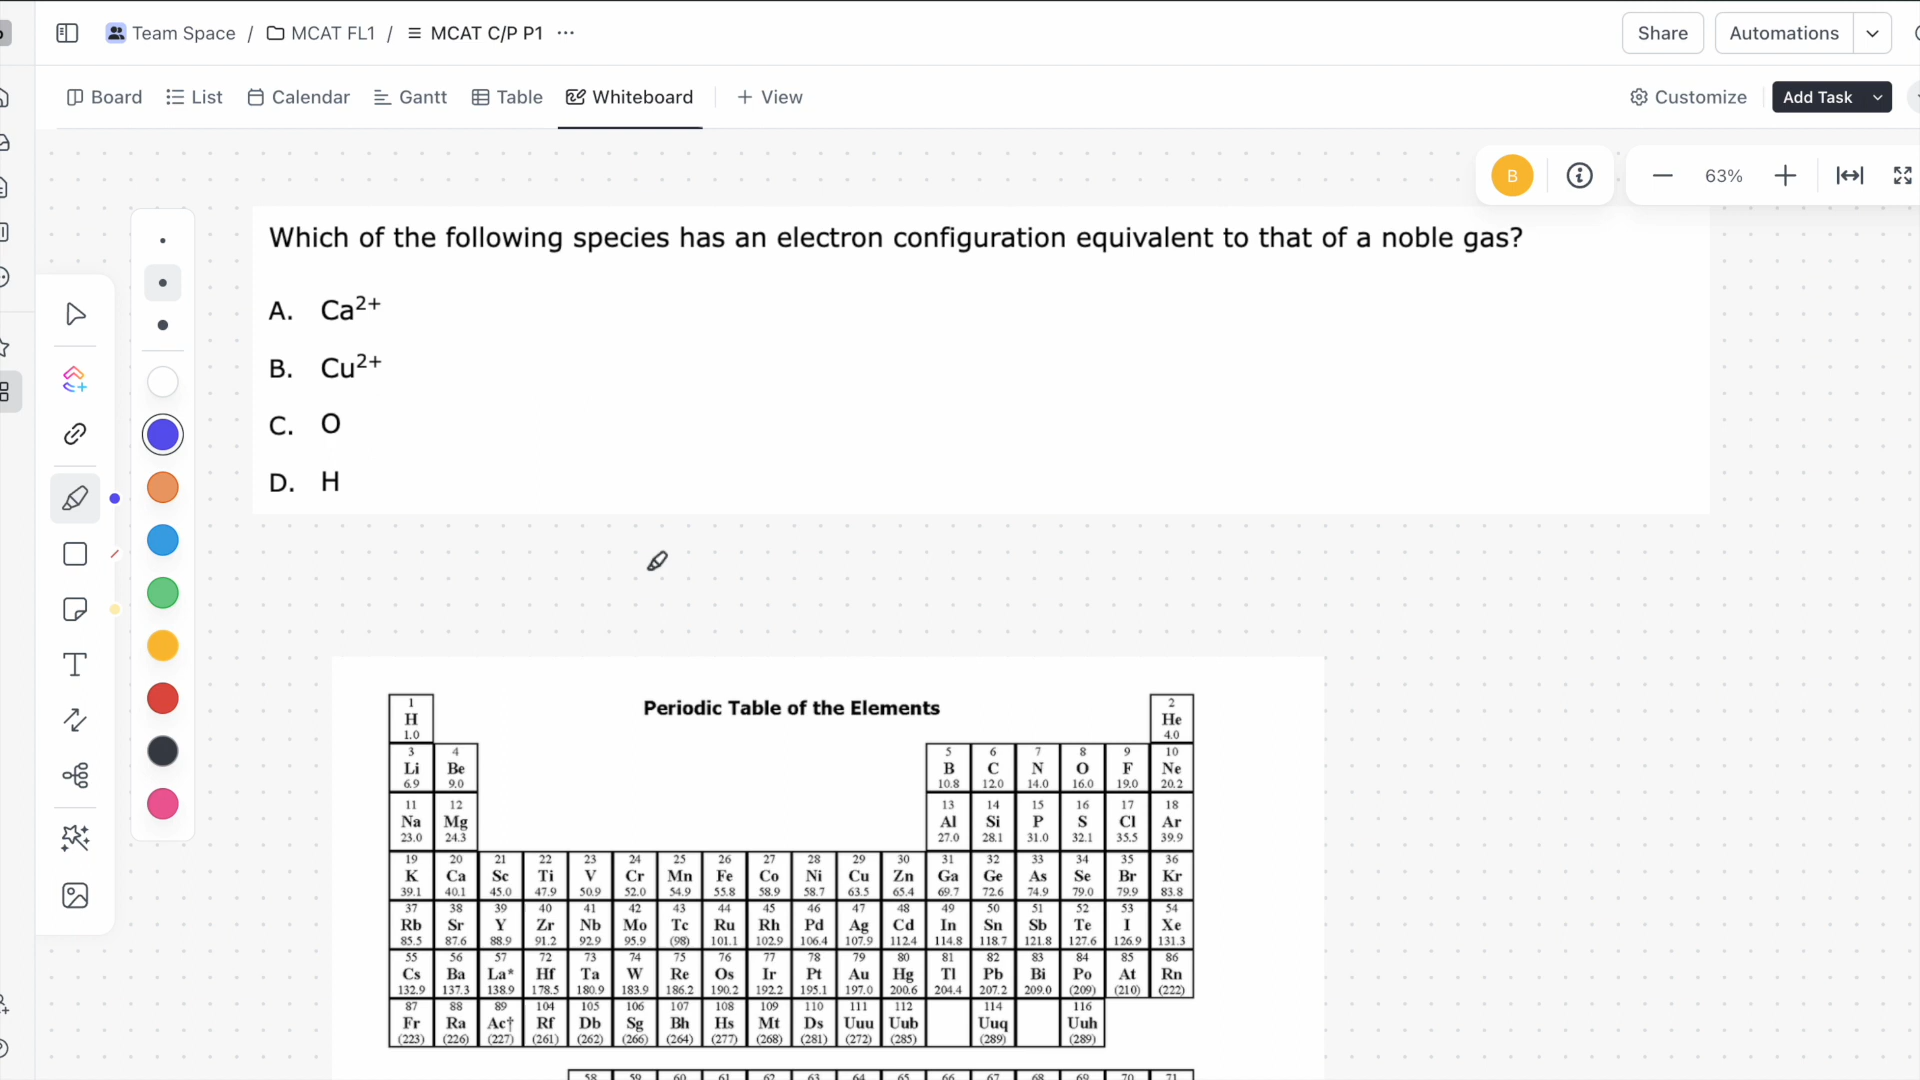 Team Space / MCAT FL1 / MCAT C/P P1 ...
Share
Automations
Board
List
Calendar
Gantt
Table
Whiteboard
+ View
Customize
Add Task
B
63%
Which of the following species has an electron configuration equivalent to that of a noble gas?
A. Ca²⁺
B. Cu²⁺
C. O
D. H
Periodic Table of the Elements
1 2
H He
1.0 4.0
3 4 5 6 7 8 9 10
Li Be B C N O F Ne
6.9 9.0 10.8 12.0 14.0 16.0 19.0 20.2
11 12 13 14 15 16 17 18
Na Mg Al Si P S Cl Ar
23.0 24.3 27.0 28.1 31.0 32.1 35.5 39.9
19 20 21 22 23 24 25 26 27 28 29 30 31 32 33 34 35 36
K Ca Sc Ti V Cr Mn Fe Co Ni Cu Zn Ga Ge As Se Br Kr
39.1 40.1 45.0 47.9 50.9 52.0 54.9 55.8 58.9 58.7 63.5 65.4 69.7 72.6 74.9 79.0 79.9 83.8
37 38 39 40 41 42 43 44 45 46 47 48 49 50 51 52 53 54
Rb Sr Y Zr Nb Mo Tc Ru Rh Pd Ag Cd In Sn Sb Te I Xe
85.5 87.6 88.9 91.2 92.9 95.9 (98) 101.1 102.9 106.4 107.9 112.4 114.8 118.7 121.8 127.6 126.9 131.3
55 56 57 72 73 74 75 76 77 78 79 80 81 82 83 84 85 86
Cs Ba La* Hf Ta W Re Os Ir Pt Au Hg Tl Pb Bi Po At Rn
132.9 137.3 138.9 178.5 180.9 183.9 186.2 190.2 192.2 195.1 197.0 200.6 204.4 207.2 209.0 (209) (210) (222)
87 88 89 104 105 106 107 108 109 110 111 112 114 116
Fr Ra Ac† Rf Db Sg Bh Hs Mt Ds Uuu Uub Uuq Uuh
(223) (226) (227) (261) (262) (266) (264) (277) (268) (281) (272) (285) (289) (289)
58 59 60 61 62 63 64 65 66 67 68 69 70 71